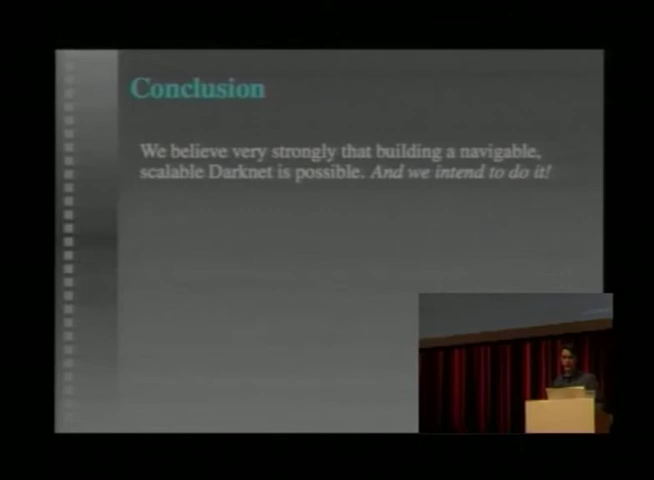 Conclusion
We believe very strongly that building a navigable,
scalable Darknet is possible. And we intend to do it!